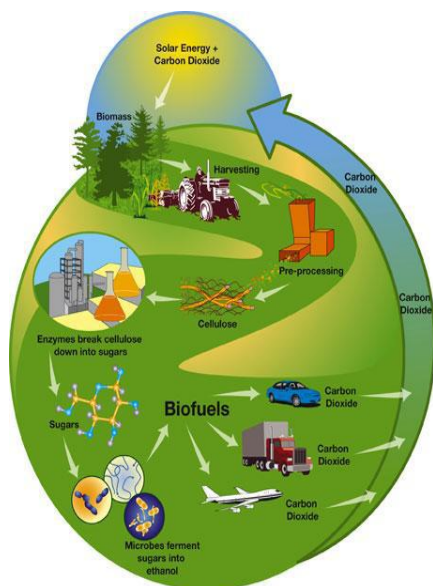 Solar Energy +
Carbon Dioxide
Biomass
Harvesting
Carbon
Dioxide
Pre-processing
Carbon
Dioxide
Cellulose
Enzymes break cellulose
down into sugars
Sugars
Biofuels
Carbon
Dioxide
Carbon
Dioxide
Carbon
Dioxide
Microbes ferment
sugars into
ethanol